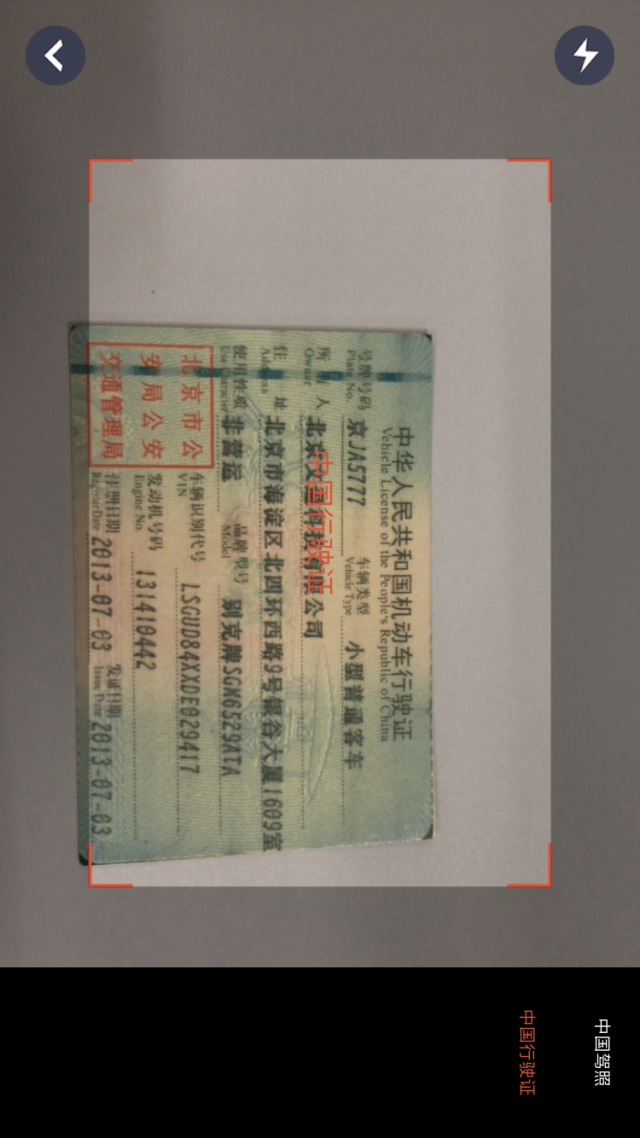 中华人民共和国机动车行驶证
Vehicle License of the People's Republic of China
号牌号码 京JA5777 车辆类型 小型普通客车
Plate No. Vehicle Type
所 有 人 北京 科技有限公司
Owner
中国行驶证
住 址 北京市海淀区北四环西路9号银谷大厦1609室
Address
使用性质 非营运 品牌型号 别克牌SGM6529ATA
Use Character Model
北京市公
安局公安
交通管理局
车辆识别代号 LSGUD84XXDE029417
VIN
发动机号码 131410442
Engine No.
注册日期 2013-07-03 发证日期 2013-07-03
Register Date Issue Date
中国驾照
中国行驶证